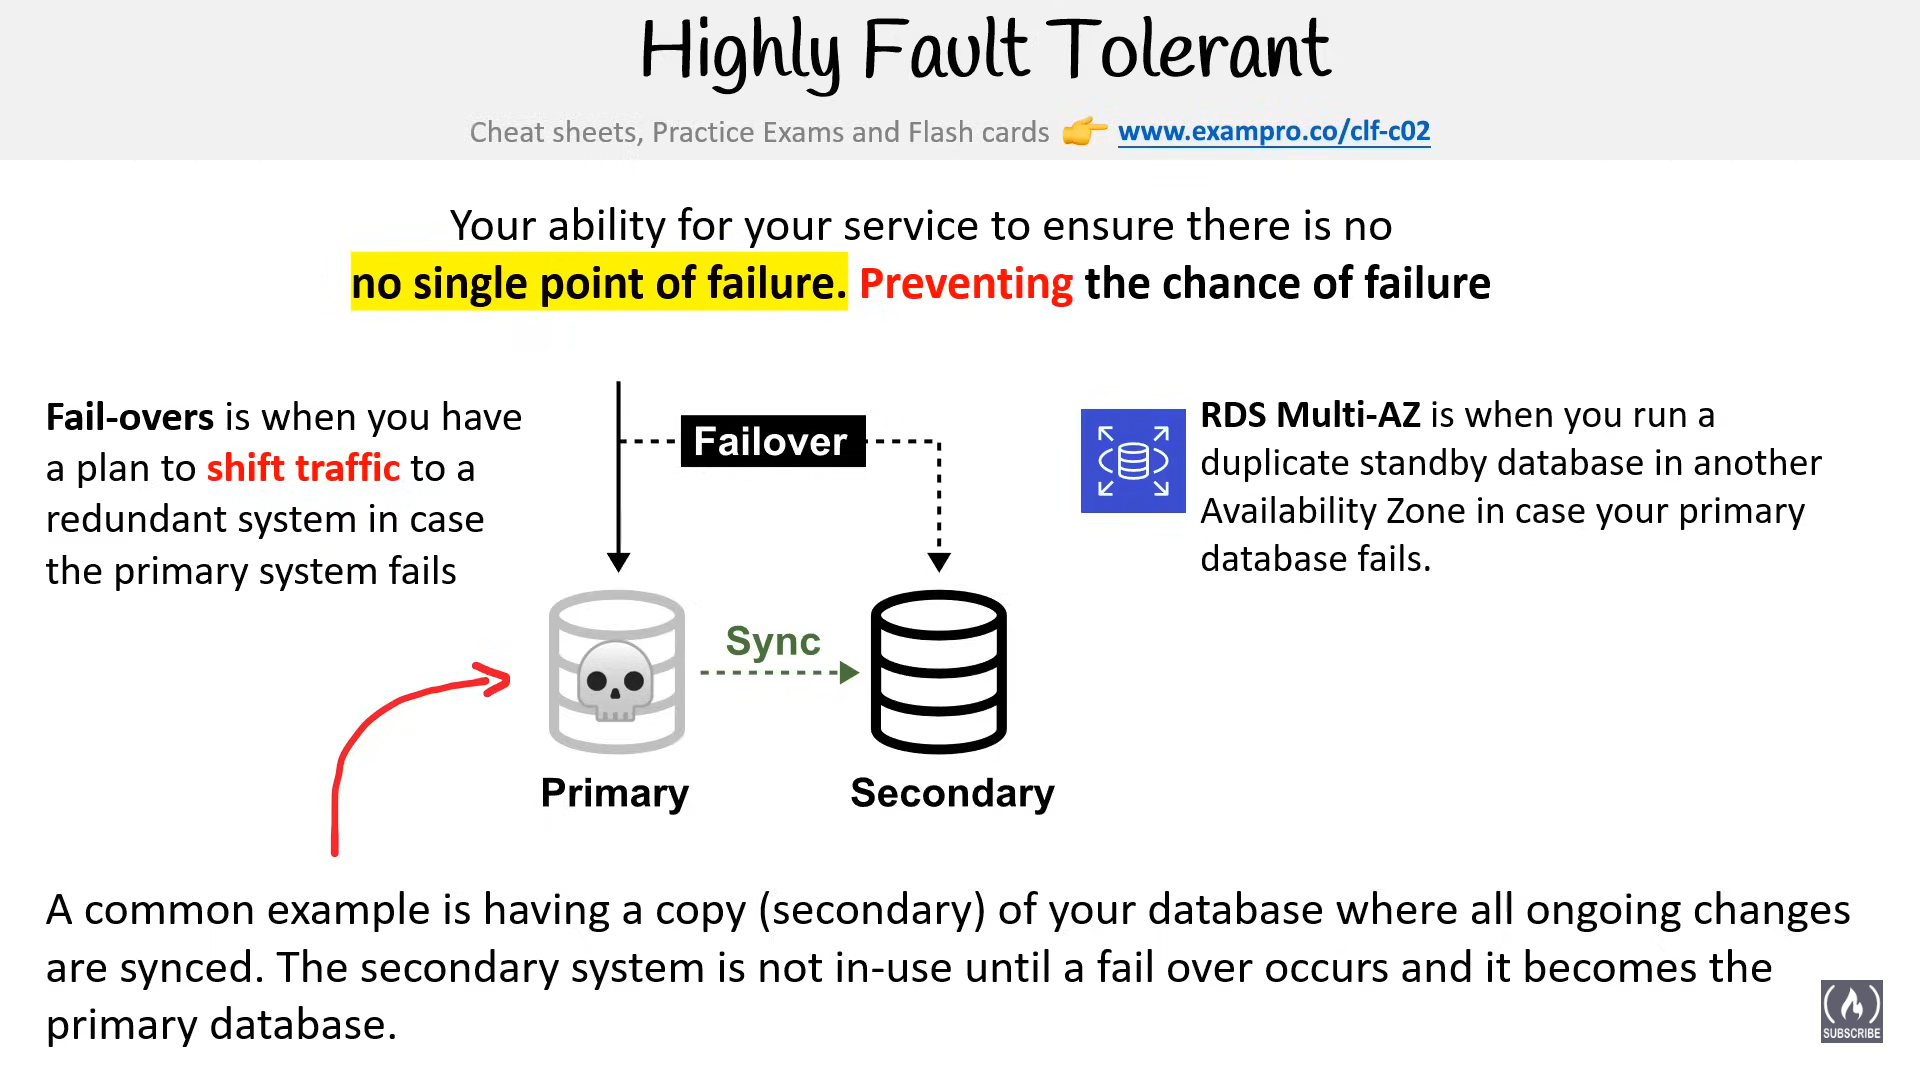 Highly Fault Tolerant
Cheat sheets, Practice Exams and Flash cards 👉 www.exampro.co/clf-c02
Your ability for your service to ensure there is no
no single point of failure. Preventing the chance of failure
Fail-overs is when you have
a plan to shift traffic to a
redundant system in case
the primary system fails
Failover
Sync
Primary
Secondary
RDS Multi-AZ is when you run a
duplicate standby database in another
Availability Zone in case your primary
database fails.
A common example is having a copy (secondary) of your database where all ongoing changes
are synced. The secondary system is not in-use until a fail over occurs and it becomes the
primary database.
SUBSCRIBE